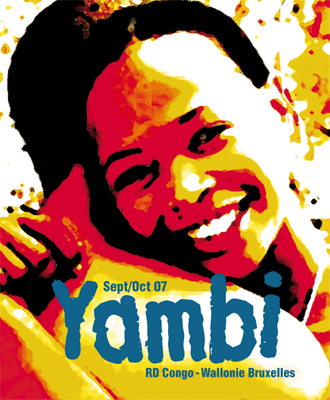 Sept/Oct 07
Yambi
RD Congo - Wallonie Bruxelles